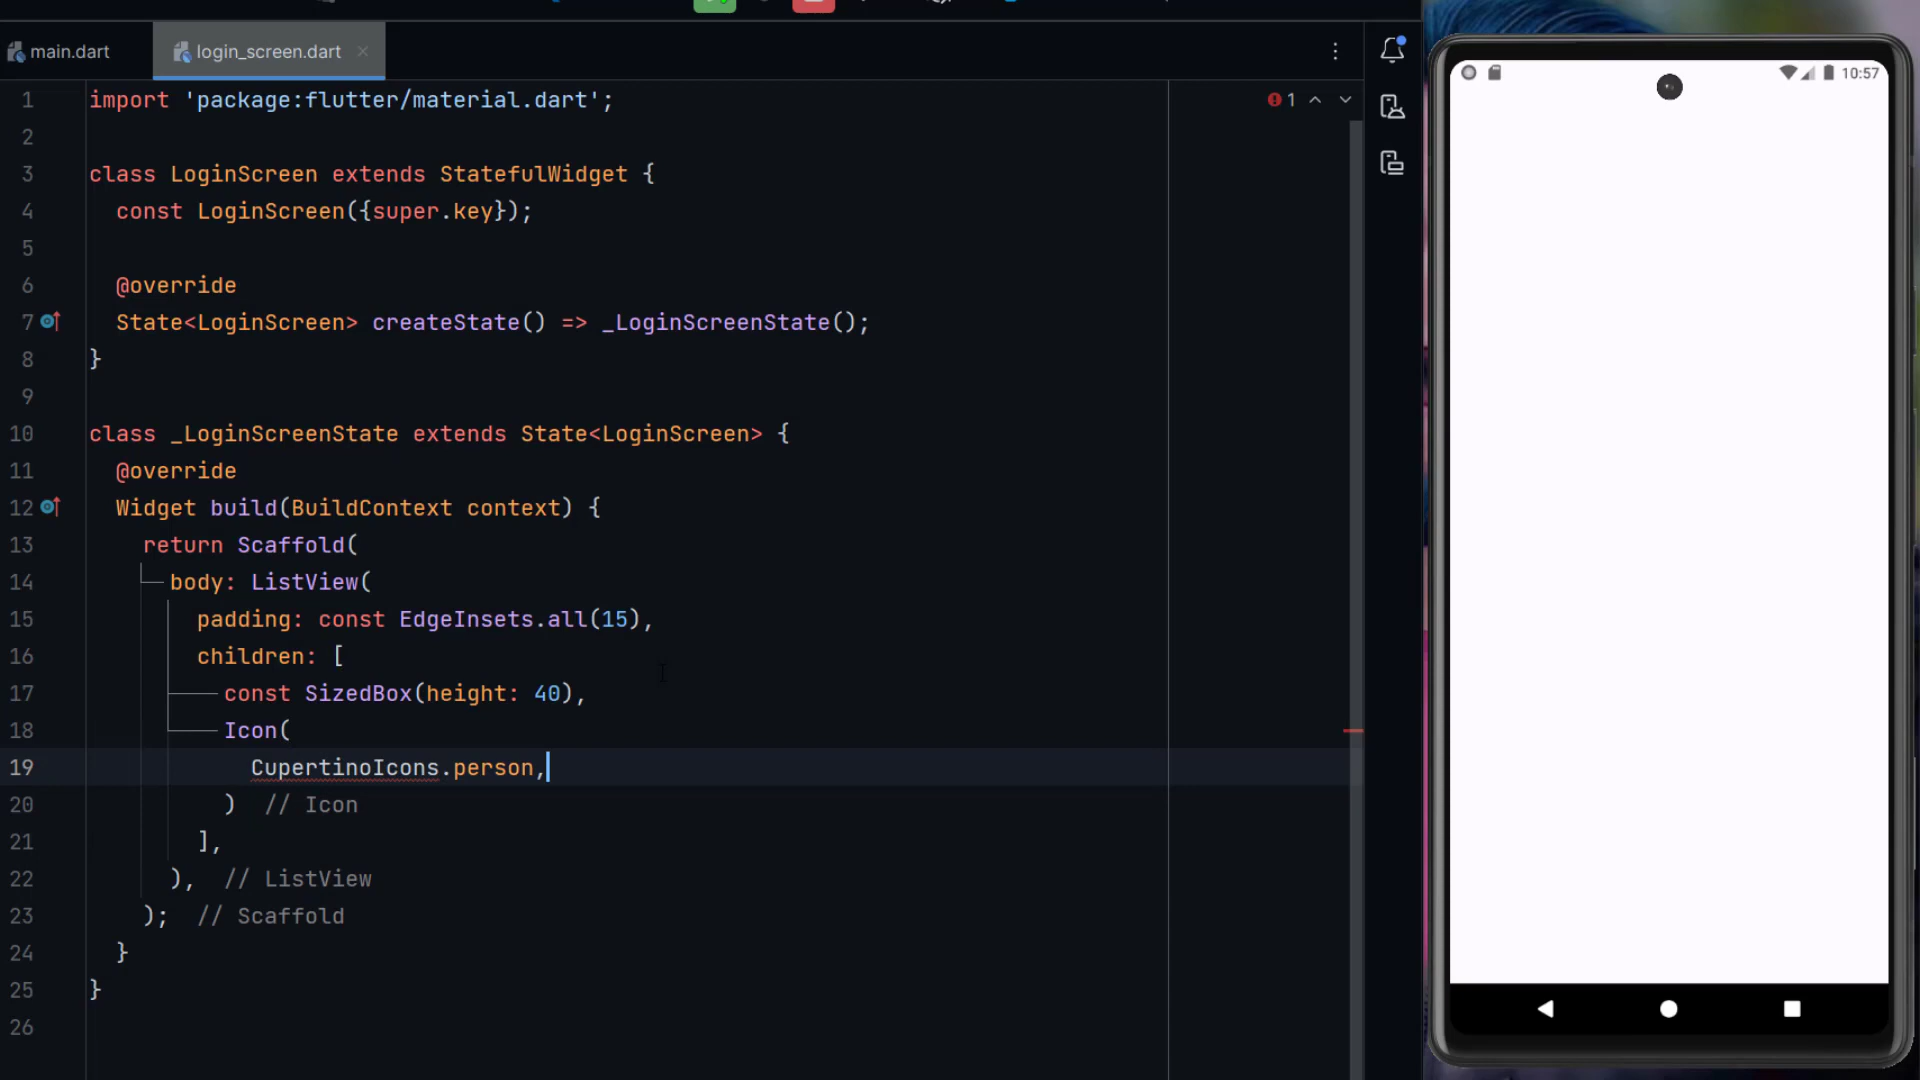 main.dart
login_screen.dart
1 import 'package:flutter/material.dart';
2
3 class LoginScreen extends StatefulWidget {
4 const LoginScreen({super.key});
5
6 @override
7 State<LoginScreen> createState() => _LoginScreenState();
8 }
9
10 class _LoginScreenState extends State<LoginScreen> {
11 @override
12 Widget build(BuildContext context) {
13 return Scaffold(
14 body: ListView(
15 padding: const EdgeInsets.all(15),
16 children: [
17 const SizedBox(height: 40),
18 Icon(
19 CupertinoIcons.person,
20 ) // Icon
21 ],
22 ), // ListView
23 ); // Scaffold
24 }
25 }
26
1
10:57